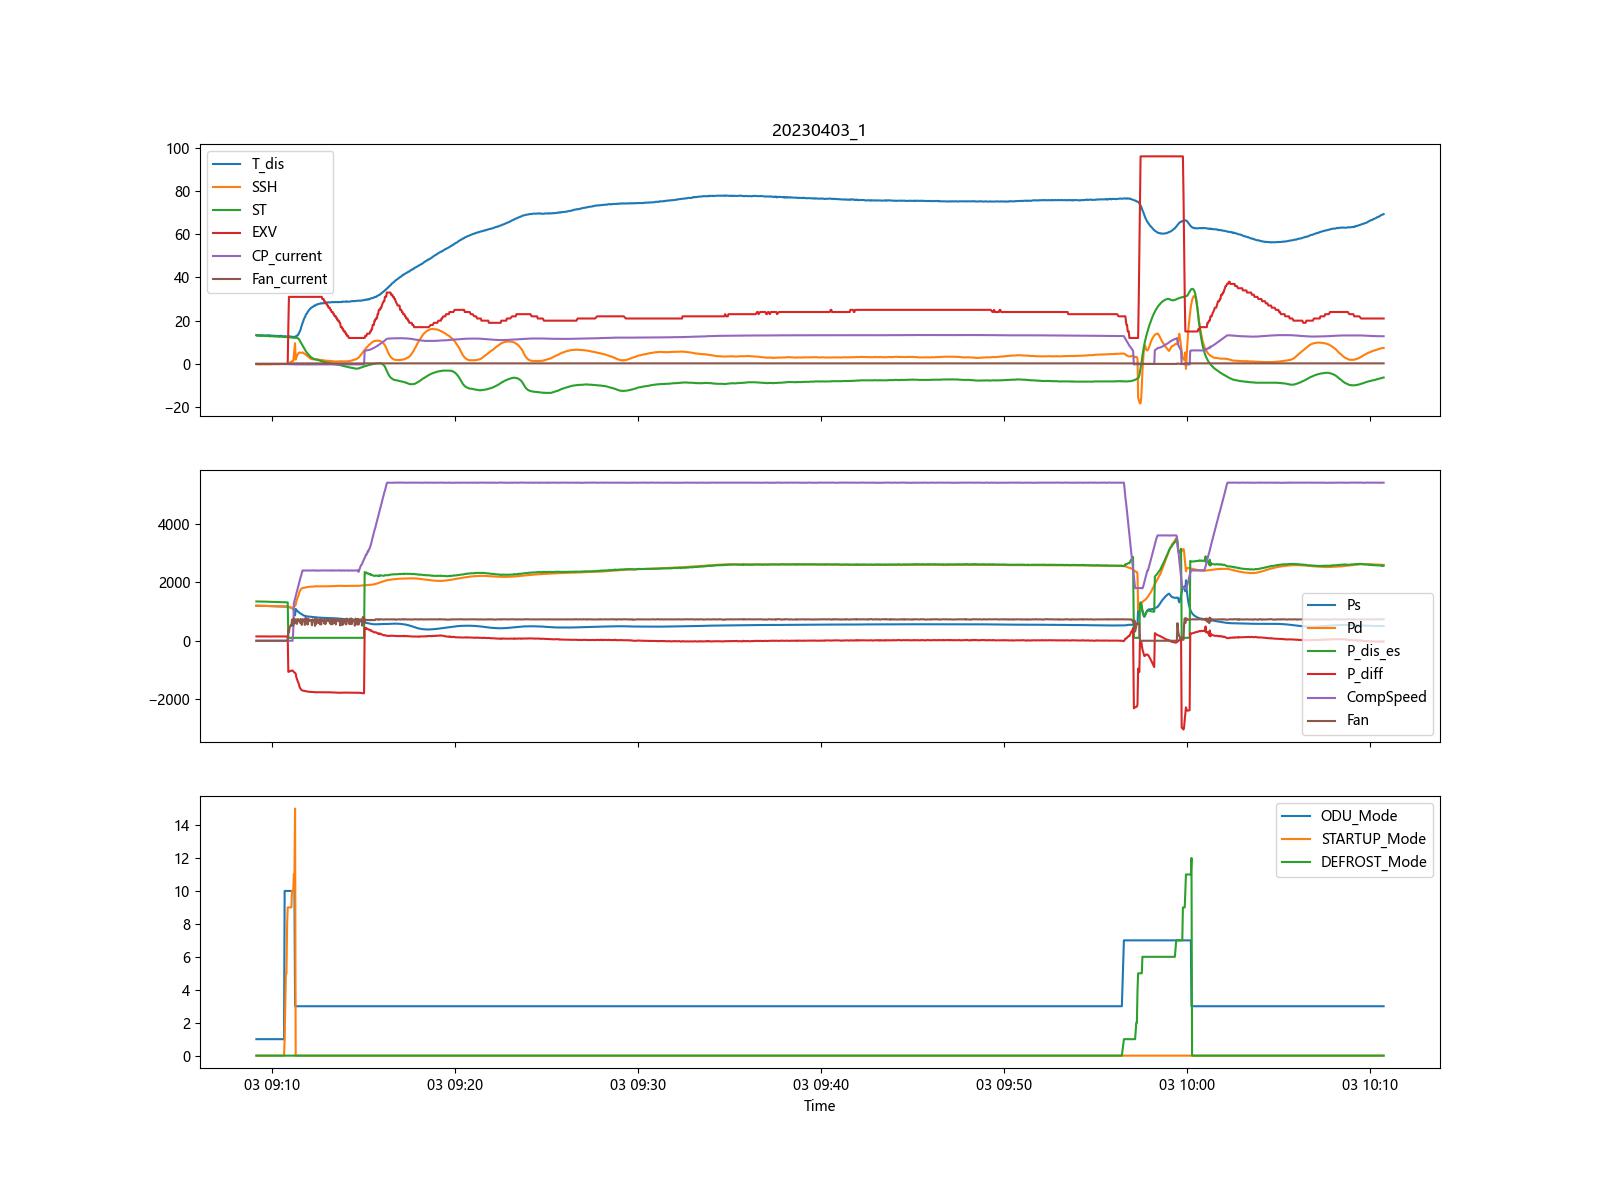 20230403_1
100
80
60
40
20
0
−20
T_dis
SSH
ST
EXV
CP_current
Fan_current
4000
2000
0
−2000
Ps
Pd
P_dis_es
P_diff
CompSpeed
Fan
14
12
10
8
6
4
2
0
ODU_Mode
STARTUP_Mode
DEFROST_Mode
03 09:10 03 09:20 03 09:30 03 09:40 03 09:50 03 10:00 03 10:10
Time